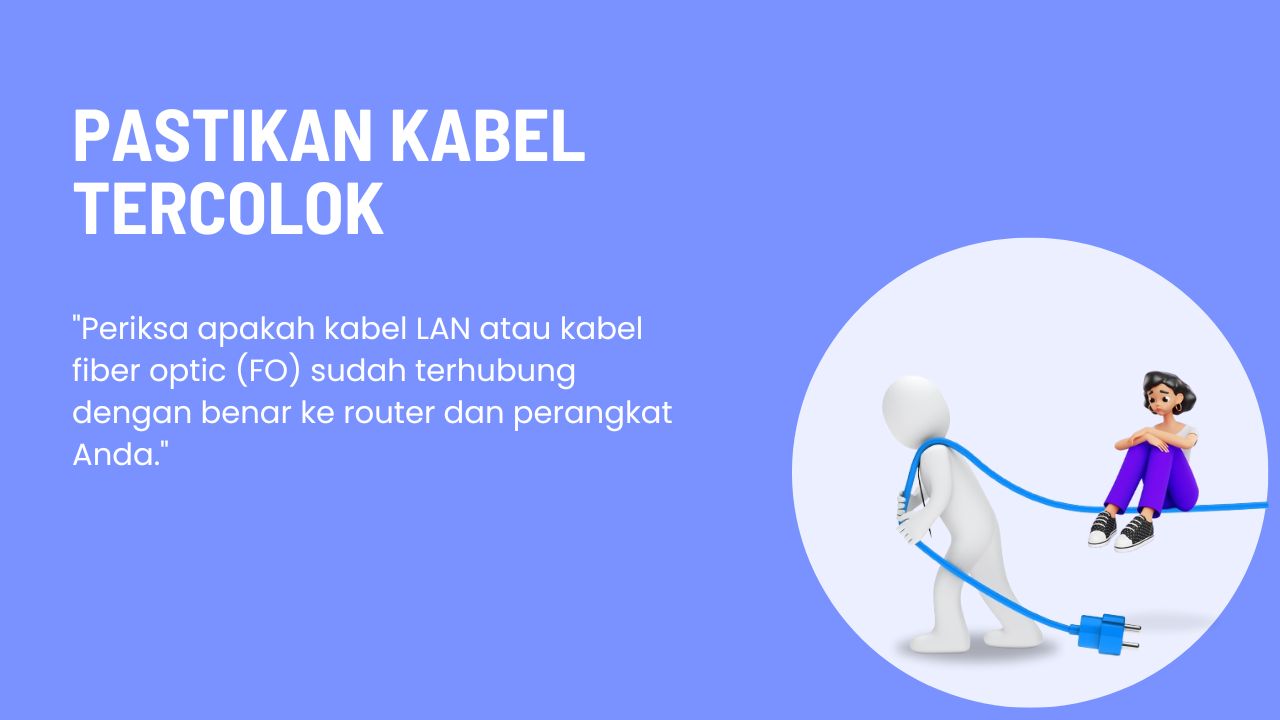 PASTIKAN KABEL
TERCOLOK
"Periksa apakah kabel LAN atau kabel
fiber optic (FO) sudah terhubung
dengan benar ke router dan perangkat
Anda."